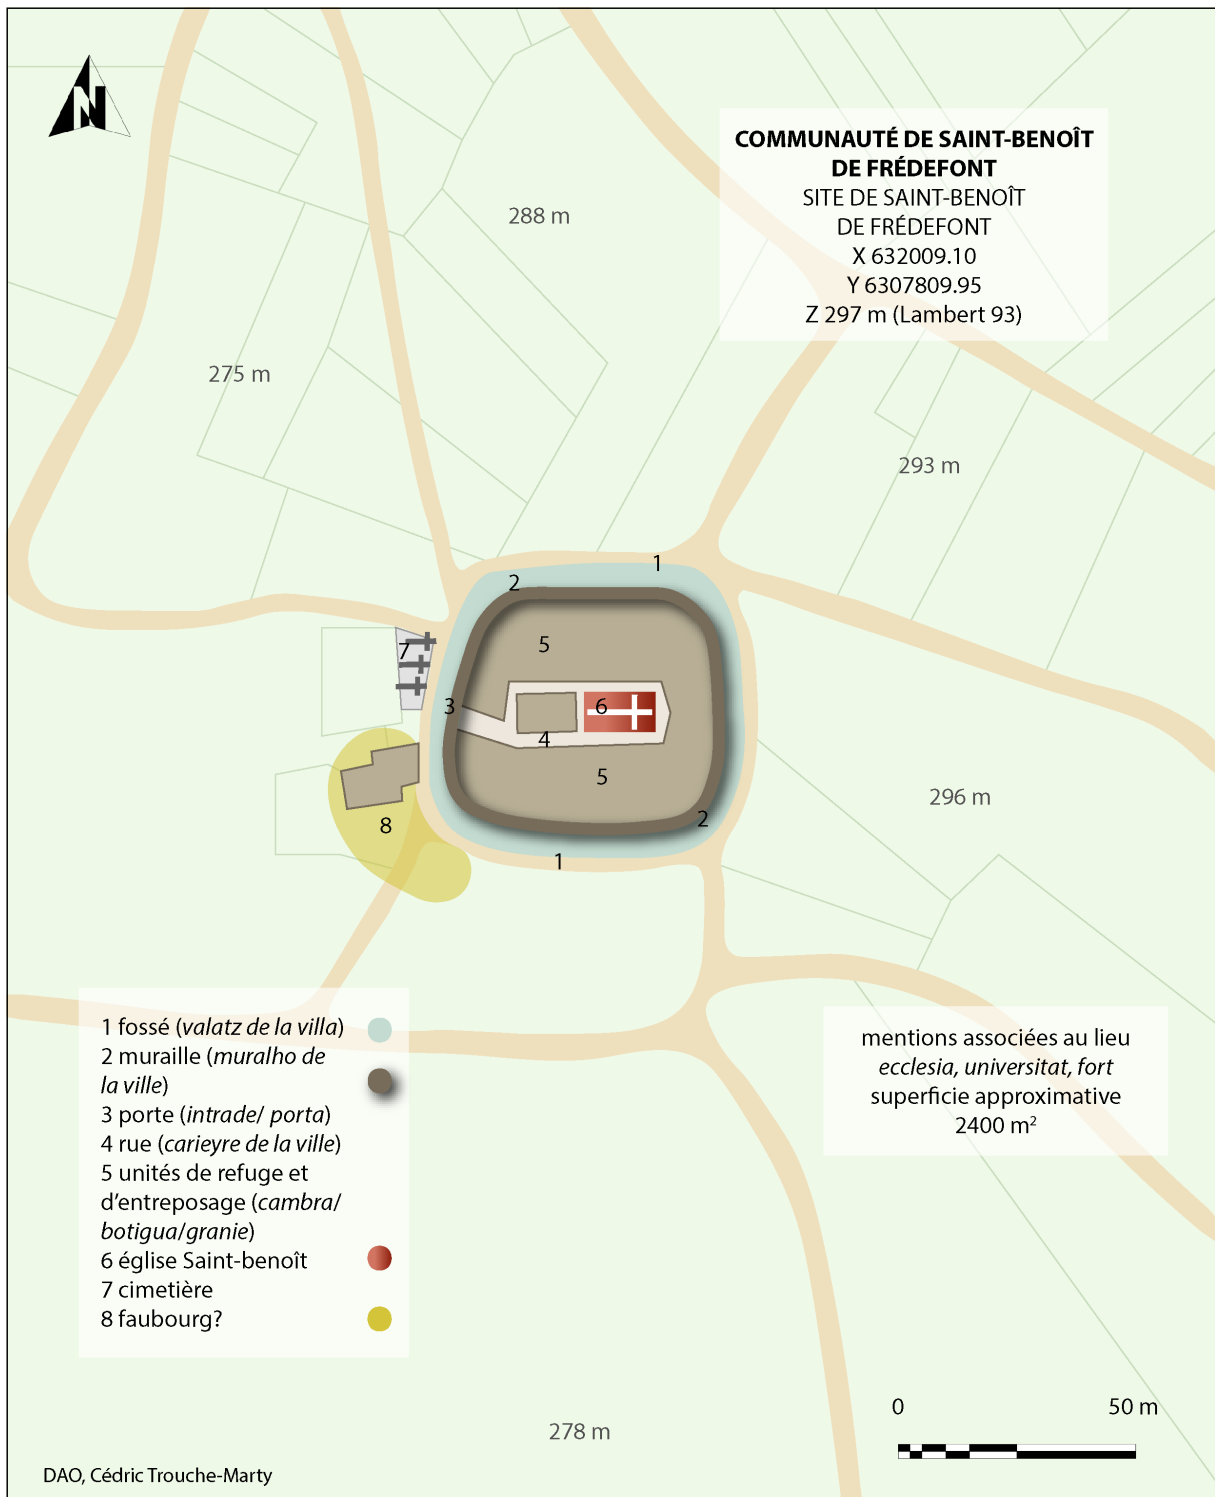 N
COMMUNAUTÉ DE SAINT-BENOÎT
DE FRÉDEFONT
SITE DE SAINT-BENOÎT
DE FRÉDEFONT
X 632009.10
Y 6307809.95
Z 297 m (Lambert 93)
288 m
275 m
293 m
1
2
5
7
3
6
4
5
296 m
2
8
1
1 fossé (valatz de la villa)
2 muraille (muralho de
la ville)
3 porte (intrade/ porta)
4 rue (carieyre de la ville)
5 unités de refuge et
d'entreposage (cambra/
botigua/granie)
6 église Saint-benoît
7 cimetière
8 faubourg?
mentions associées au lieu
ecclesia, universitat, fort
superficie approximative
2400 m²
0 50 m
278 m
DAO, Cédric Trouche-Marty